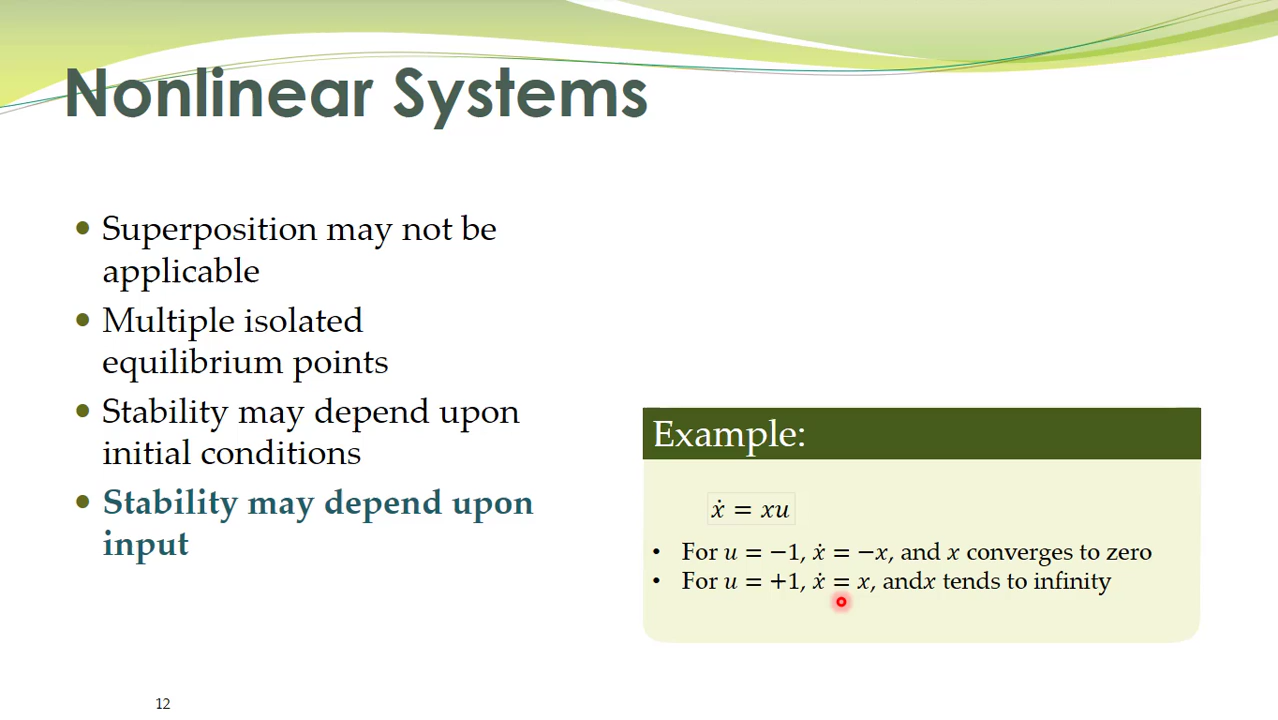 Nonlinear Systems
• Superposition may not be
applicable
• Multiple isolated
equilibrium points
• Stability may depend upon
initial conditions
• Stability may depend upon
input
Example:
ẋ = xu
• For u = −1, ẋ = −x, and x converges to zero
• For u = +1, ẋ = x, andx tends to infinity
12